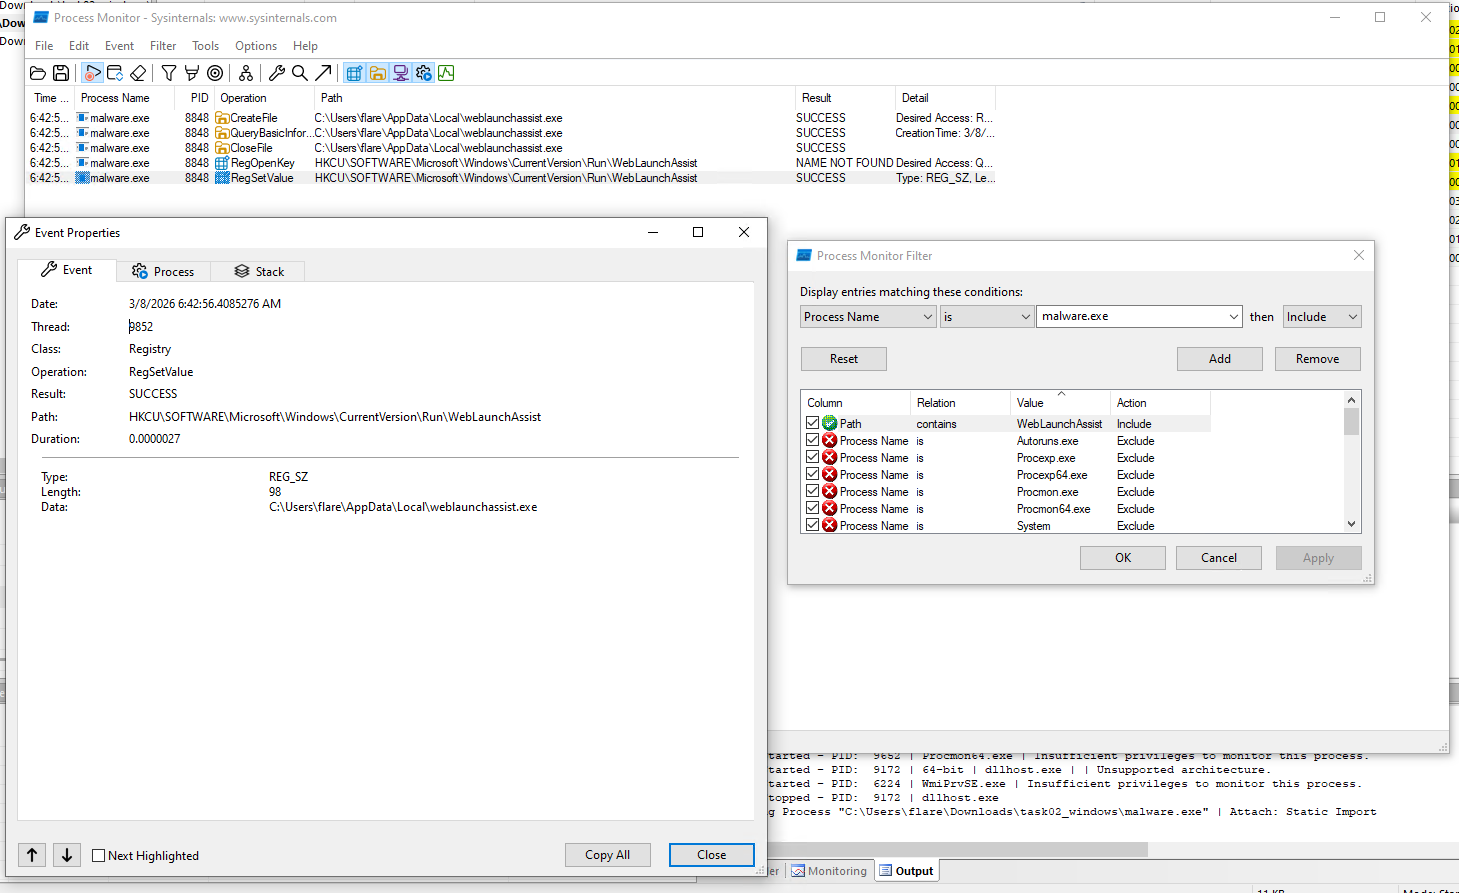 Process Monitor - Sysinternals: www.sysinternals.com
File Edit Event Filter Tools Options Help
Time ... Process Name PID Operation Path Result Detail
6:42:5... malware.exe 8848 CreateFile C:\Users\flare\AppData\Local\weblaunchassist.exe SUCCESS Desired Access: R...
6:42:5... malware.exe 8848 QueryBasicInfor... C:\Users\flare\AppData\Local\weblaunchassist.exe SUCCESS CreationTime: 3/8/...
6:42:5... malware.exe 8848 CloseFile C:\Users\flare\AppData\Local\weblaunchassist.exe SUCCESS
6:42:5... malware.exe 8848 RegOpenKey HKCU\SOFTWARE\Microsoft\Windows\CurrentVersion\Run\WebLaunchAssist NAME NOT FOUND Desired Access: Q...
6:42:5... malware.exe 8848 RegSetValue HKCU\SOFTWARE\Microsoft\Windows\CurrentVersion\Run\WebLaunchAssist SUCCESS Type: REG_SZ, Le...
Event Properties
Event Process Stack
Date: 3/8/2026 6:42:56.4085276 AM
Thread: 9852
Class: Registry
Operation: RegSetValue
Result: SUCCESS
Path: HKCU\SOFTWARE\Microsoft\Windows\CurrentVersion\Run\WebLaunchAssist
Duration: 0.0000027
Type: REG_SZ
Length: 98
Data: C:\Users\flare\AppData\Local\weblaunchassist.exe
Next Highlighted Copy All Close
Process Monitor Filter
Display entries matching these conditions:
Process Name is malware.exe then Include
Reset Add Remove
Column Relation Value Action
Path contains WebLaunchAssist Include
Process Name is Autoruns.exe Exclude
Process Name is Procexp.exe Exclude
Process Name is Procexp64.exe Exclude
Process Name is Procmon.exe Exclude
Process Name is Procmon64.exe Exclude
Process Name is System Exclude
OK Cancel Apply
tarted - PID: 9652 | Procmon64.exe | Insufficient privileges to monitor this process.
tarted - PID: 9172 | 64-bit | dllhost.exe | | Unsupported architecture.
tarted - PID: 6224 | WmiPrvSE.exe | Insufficient privileges to monitor this process.
topped - PID: 9172 | dllhost.exe
g Process "C:\Users\flare\Downloads\task02_windows\malware.exe" | Attach: Static Import
er Monitoring Output